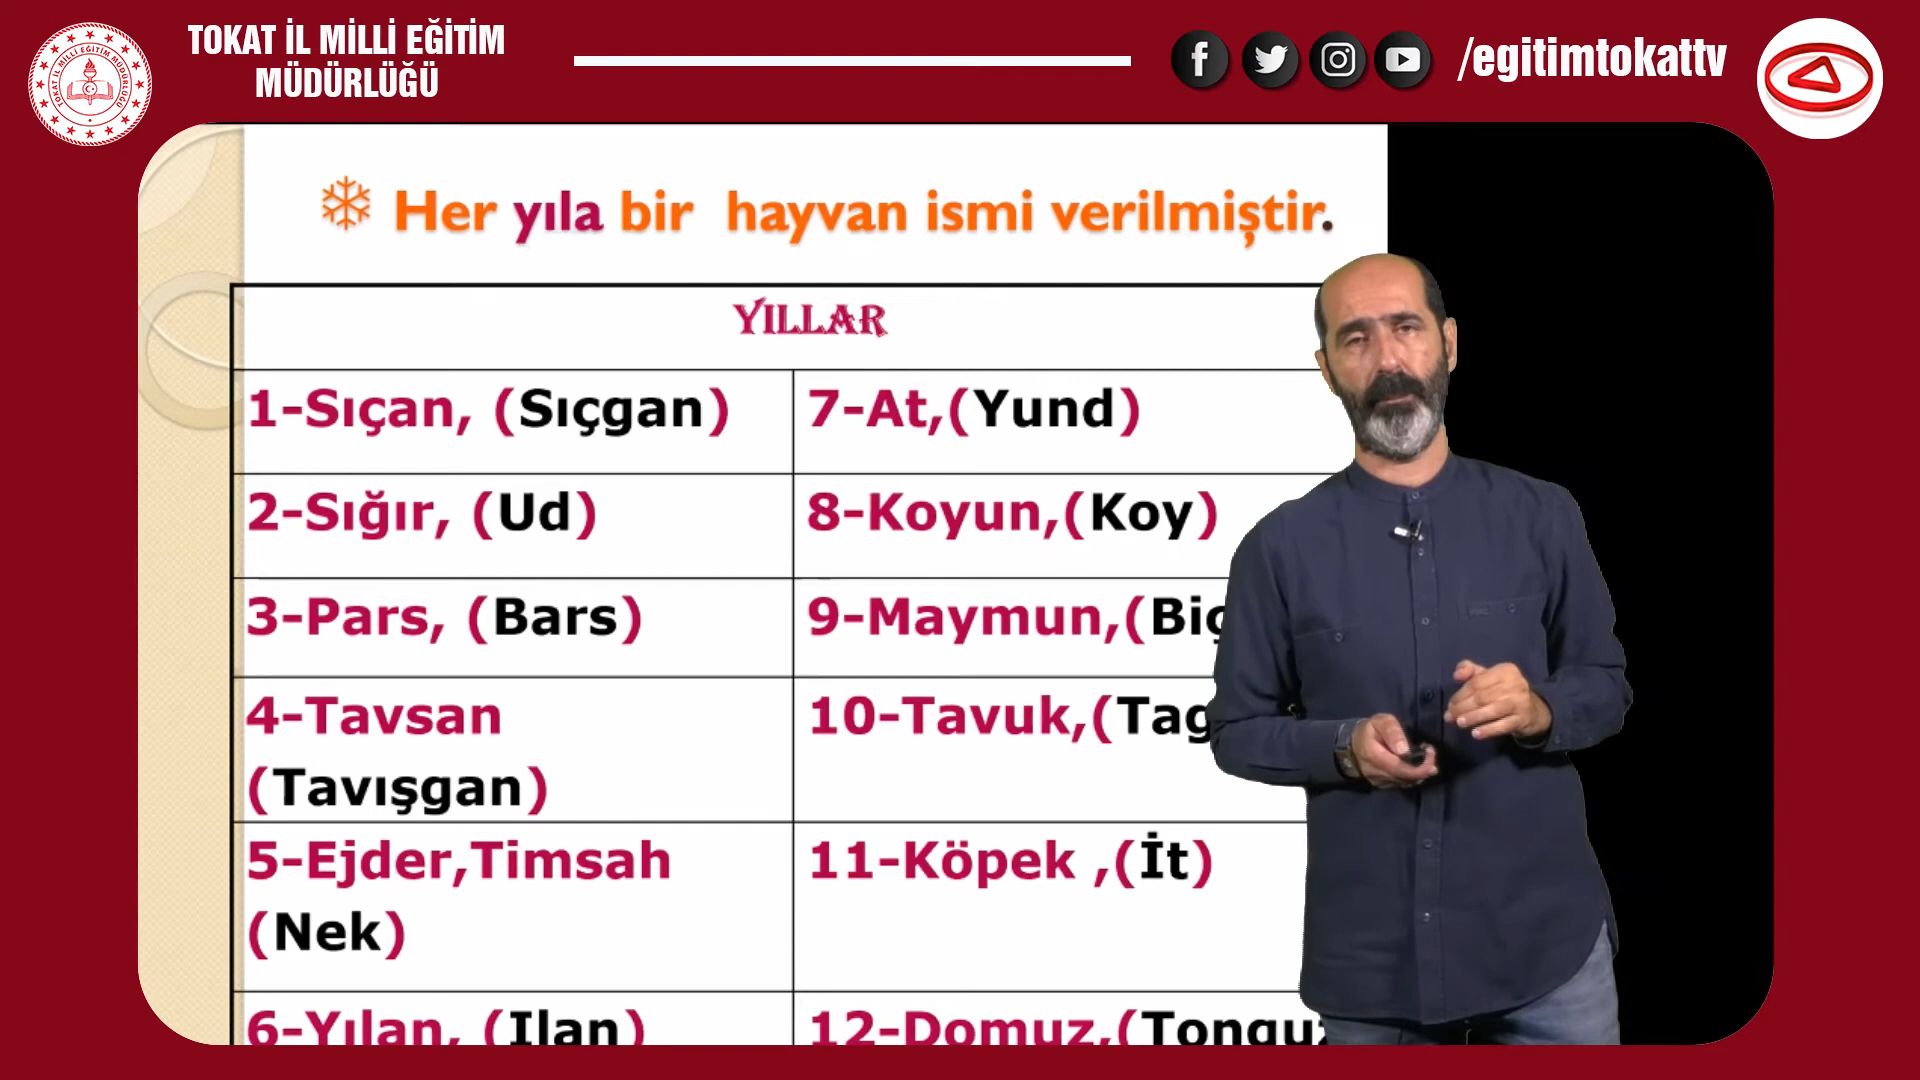 TOKAT İL MİLLİ EĞİTİM
MÜDÜRLÜĞÜ
/egitimtokattv
Her yıla bir hayvan ismi verilmiştir.
YILLAR
1-Sıçan, (Sıçgan)
7-At,(Yund)
2-Sığır, (Ud)
8-Koyun,(Koy)
3-Pars, (Bars)
9-Maymun,
4-Tavsan
(Tavışgan)
10-Tavuk,
5-Ejder,Timsah
(Nek)
11-Köpek ,(İt)
6-Yılan, (Ilan)
12-Domuz,